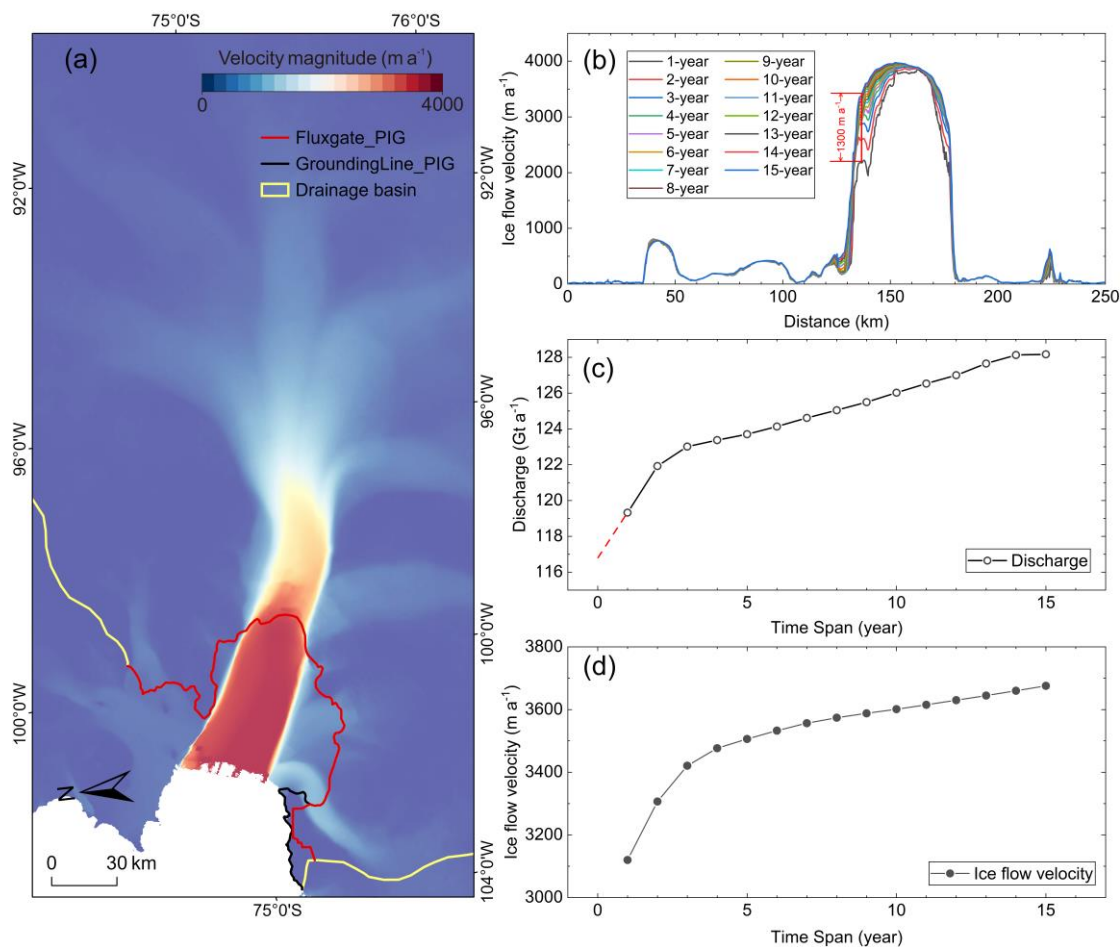 75°0'S
76°0'S
(a)
Velocity magnitude (m a⁻¹)
0
4000
Fluxgate_PIG
GroundingLine_PIG
Drainage basin
92°0'W
92°0'W
96°0'W
96°0'W
100°0'W
100°0'W
104°0'W
N
0
30 km
75°0'S
(b)
Ice flow velocity (m a⁻¹)
4000
3000
2000
1000
0
1-year
9-year
2-year
10-year
3-year
11-year
4-year
12-year
5-year
13-year
6-year
14-year
7-year
15-year
8-year
1300 m a⁻¹
0
50
100
150
200
250
Distance (km)
(c)
Discharge (Gt a⁻¹)
128
126
124
122
120
118
116
Discharge
0
5
10
15
Time Span (year)
(d)
Ice flow velocity (m a⁻¹)
3800
3600
3400
3200
3000
Ice flow velocity
0
5
10
15
Time Span (year)